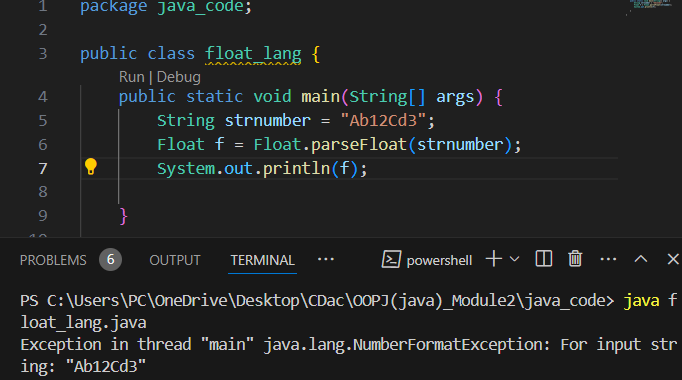 1 package java_code;
2
3 public class float_lang {
Run | Debug
4 public static void main(String[] args) {
5 String strnumber = "Ab12Cd3";
6 Float f = Float.parseFloat(strnumber);
7 System.out.println(f);
8
9 }
PROBLEMS 6 OUTPUT TERMINAL ··· powershell
PS C:\Users\PC\OneDrive\Desktop\CDac\OOPJ(java)_Module2\java_code> java f
loat_lang.java
Exception in thread "main" java.lang.NumberFormatException: For input str
ing: "Ab12Cd3"